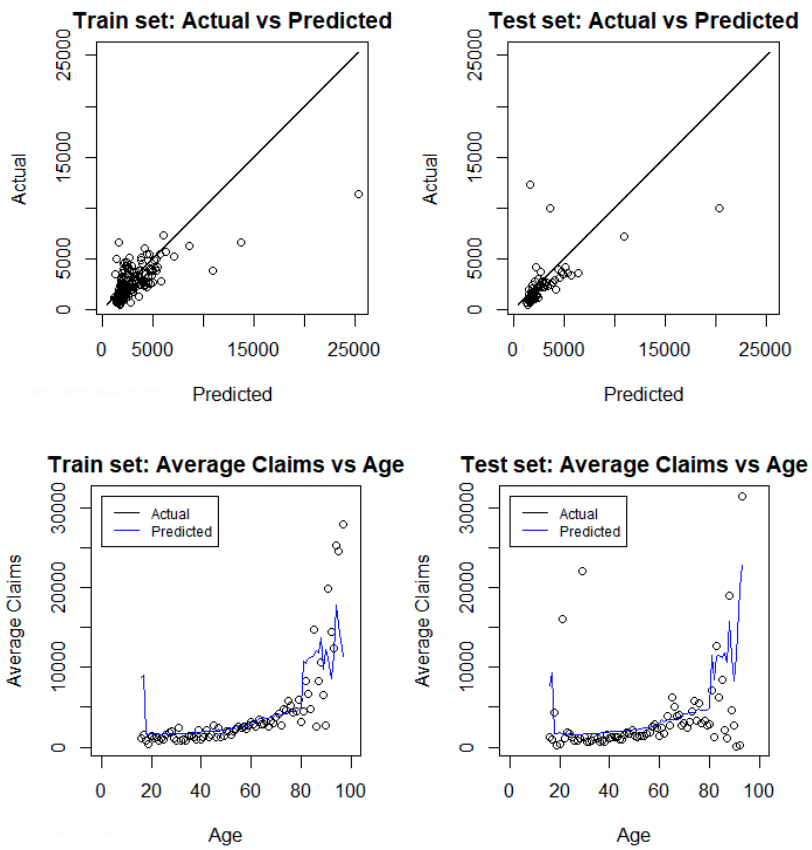 Train set: Actual vs Predicted
Actual
0 5000 15000 25000
0 5000 15000 25000
Predicted
Test set: Actual vs Predicted
Actual
0 5000 15000 25000
0 5000 15000 25000
Predicted
Train set: Average Claims vs Age
Average Claims
0 10000 20000 30000
Actual
Predicted
0 20 40 60 80 100
Age
Test set: Average Claims vs Age
Average Claims
0 10000 20000 30000
Actual
Predicted
0 20 40 60 80 100
Age